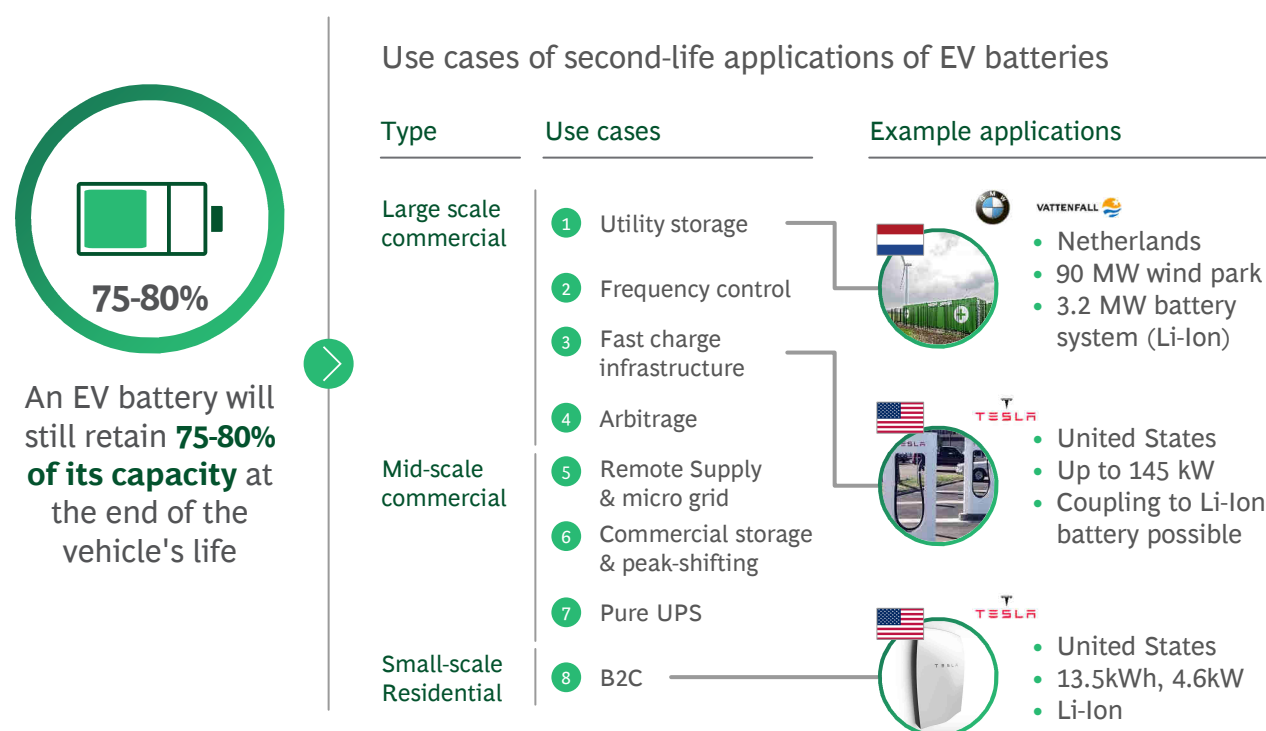 Use cases of second-life applications of EV batteries
75-80%
An EV battery will
still retain 75-80%
of its capacity at
the end of the
vehicle's life
Type
Use cases
Example applications
Large scale
commercial
1 Utility storage
2 Frequency control
3 Fast charge
infrastructure
4 Arbitrage
Mid-scale
commercial
5 Remote Supply
& micro grid
6 Commercial storage
& peak-shifting
7 Pure UPS
Small-scale
Residential
8 B2C
BMW
VATTENFALL
• Netherlands
• 90 MW wind park
• 3.2 MW battery
system (Li-Ion)
TESLA
TESLA
• United States
• Up to 145 kW
• Coupling to Li-Ion
battery possible
TESLA
TESLA
• United States
• 13.5kWh, 4.6kW
• Li-Ion